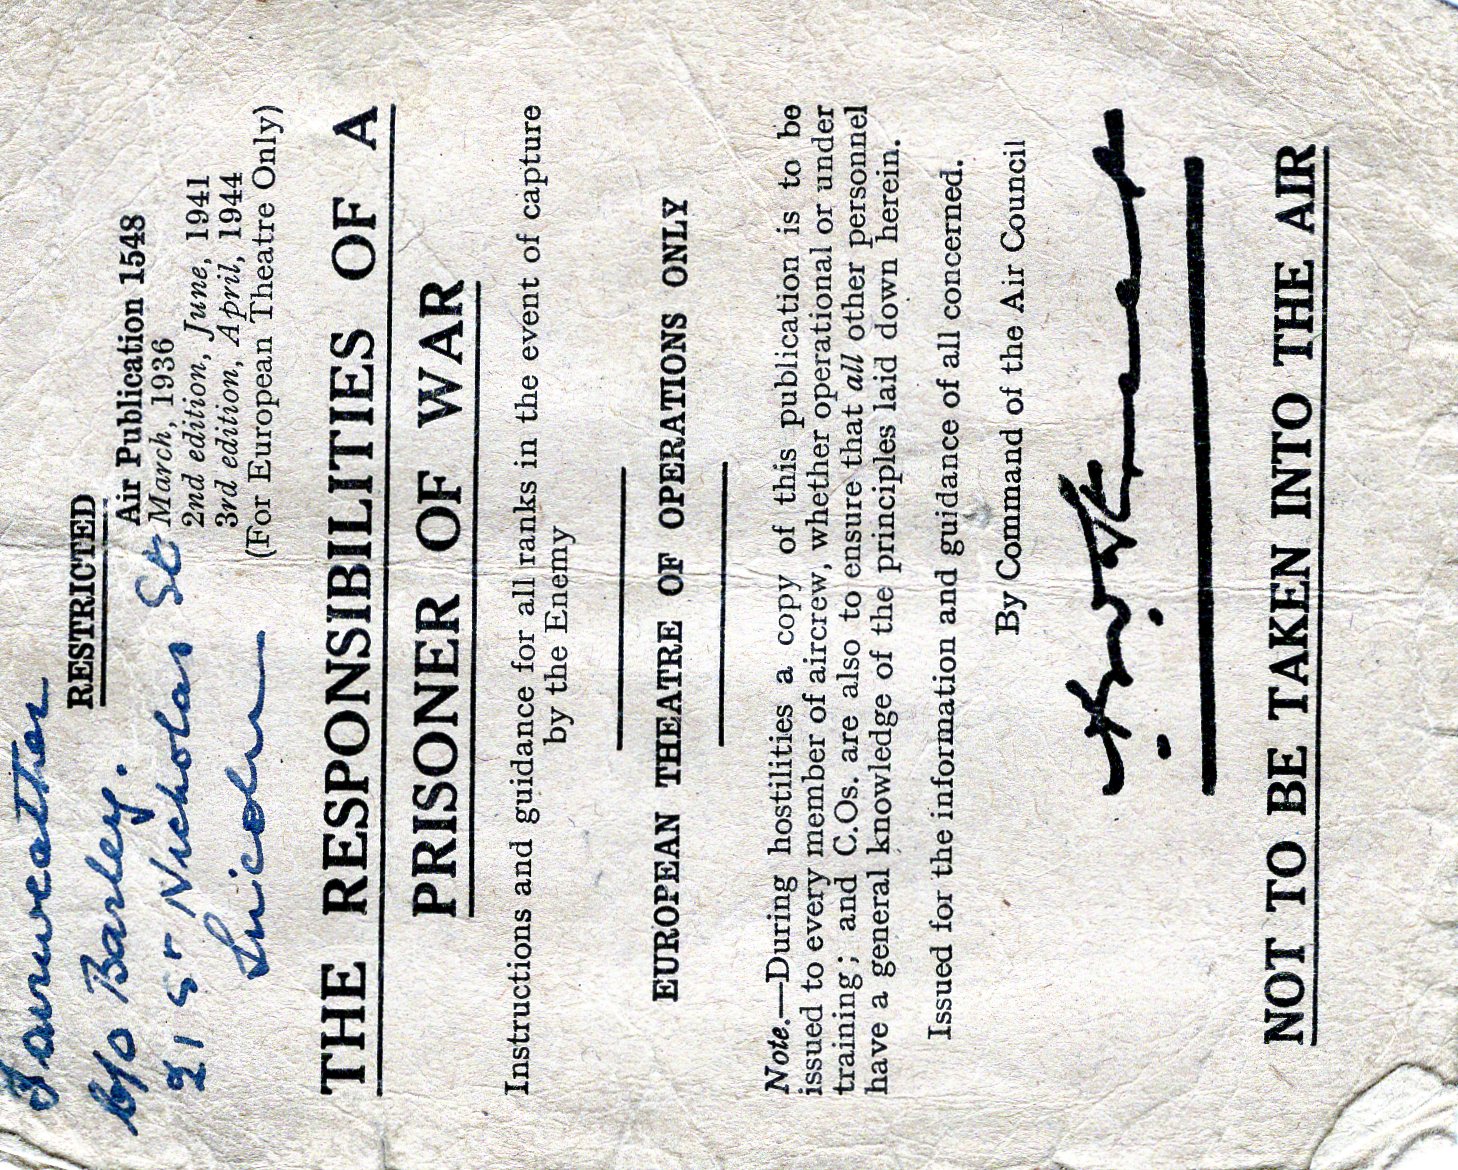 Fairweather
c/o Barley.
21 St Nicholas St
Lincoln
RESTRICTED
Air Publication 1548
March, 1936
2nd edition, June, 1941
3rd edition, April, 1944
(For European Theatre Only)
THE RESPONSIBILITIES OF A
PRISONER OF WAR
Instructions and guidance for all ranks in the event of capture
by the Enemy
EUROPEAN THEATRE OF OPERATIONS ONLY
Note.—During hostilities a copy of this publication is to be
issued to every member of aircrew, whether operational or under
training; and C.Os. are also to ensure that all other personnel
have a general knowledge of the principles laid down herein.
Issued for the information and guidance of all concerned.
By Command of the Air Council
NOT TO BE TAKEN INTO THE AIR